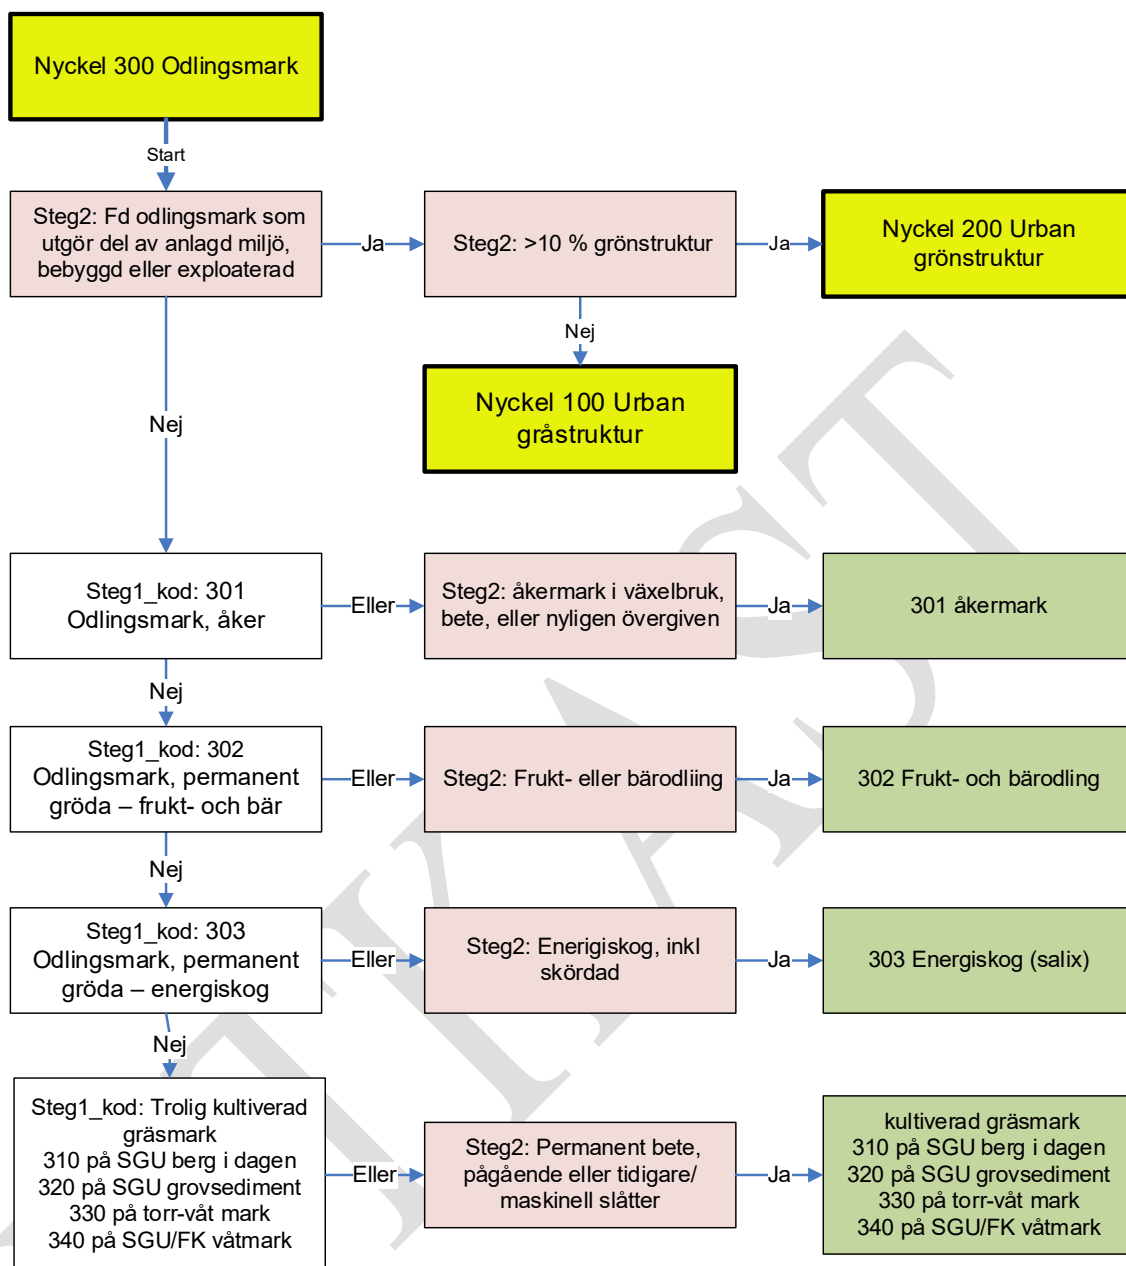 Nyckel 300 Odlingsmark
Start
Steg2: Fd odlingsmark som
utgör del av anlagd miljö,
bebyggd eller exploaterad
Ja
Steg2: >10 % grönstruktur
Ja
Nyckel 200 Urban
grönstruktur
Nej
Nyckel 100 Urban
gråstruktur
Nej
Steg1_kod: 301
Odlingsmark, åker
Eller
Steg2: åkermark i växelbruk,
bete, eller nyligen övergiven
Ja
301 åkermark
Nej
Steg1_kod: 302
Odlingsmark, permanent
gröda – frukt- och bär
Eller
Steg2: Frukt- eller bärodliing
Ja
302 Frukt- och bärodling
Nej
Steg1_kod: 303
Odlingsmark, permanent
gröda – energiskog
Eller
Steg2: Enerigiskog, inkl
skördad
Ja
303 Energiskog (salix)
Nej
Steg1_kod: Trolig kultiverad
gräsmark
310 på SGU berg i dagen
320 på SGU grovsediment
330 på torr-våt mark
340 på SGU/FK våtmark
Eller
Steg2: Permanent bete,
pågående eller tidigare/
maskinell slåtter
Ja
kultiverad gräsmark
310 på SGU berg i dagen
320 på SGU grovsediment
330 på torr-våt mark
340 på SGU/FK våtmark
TKAST